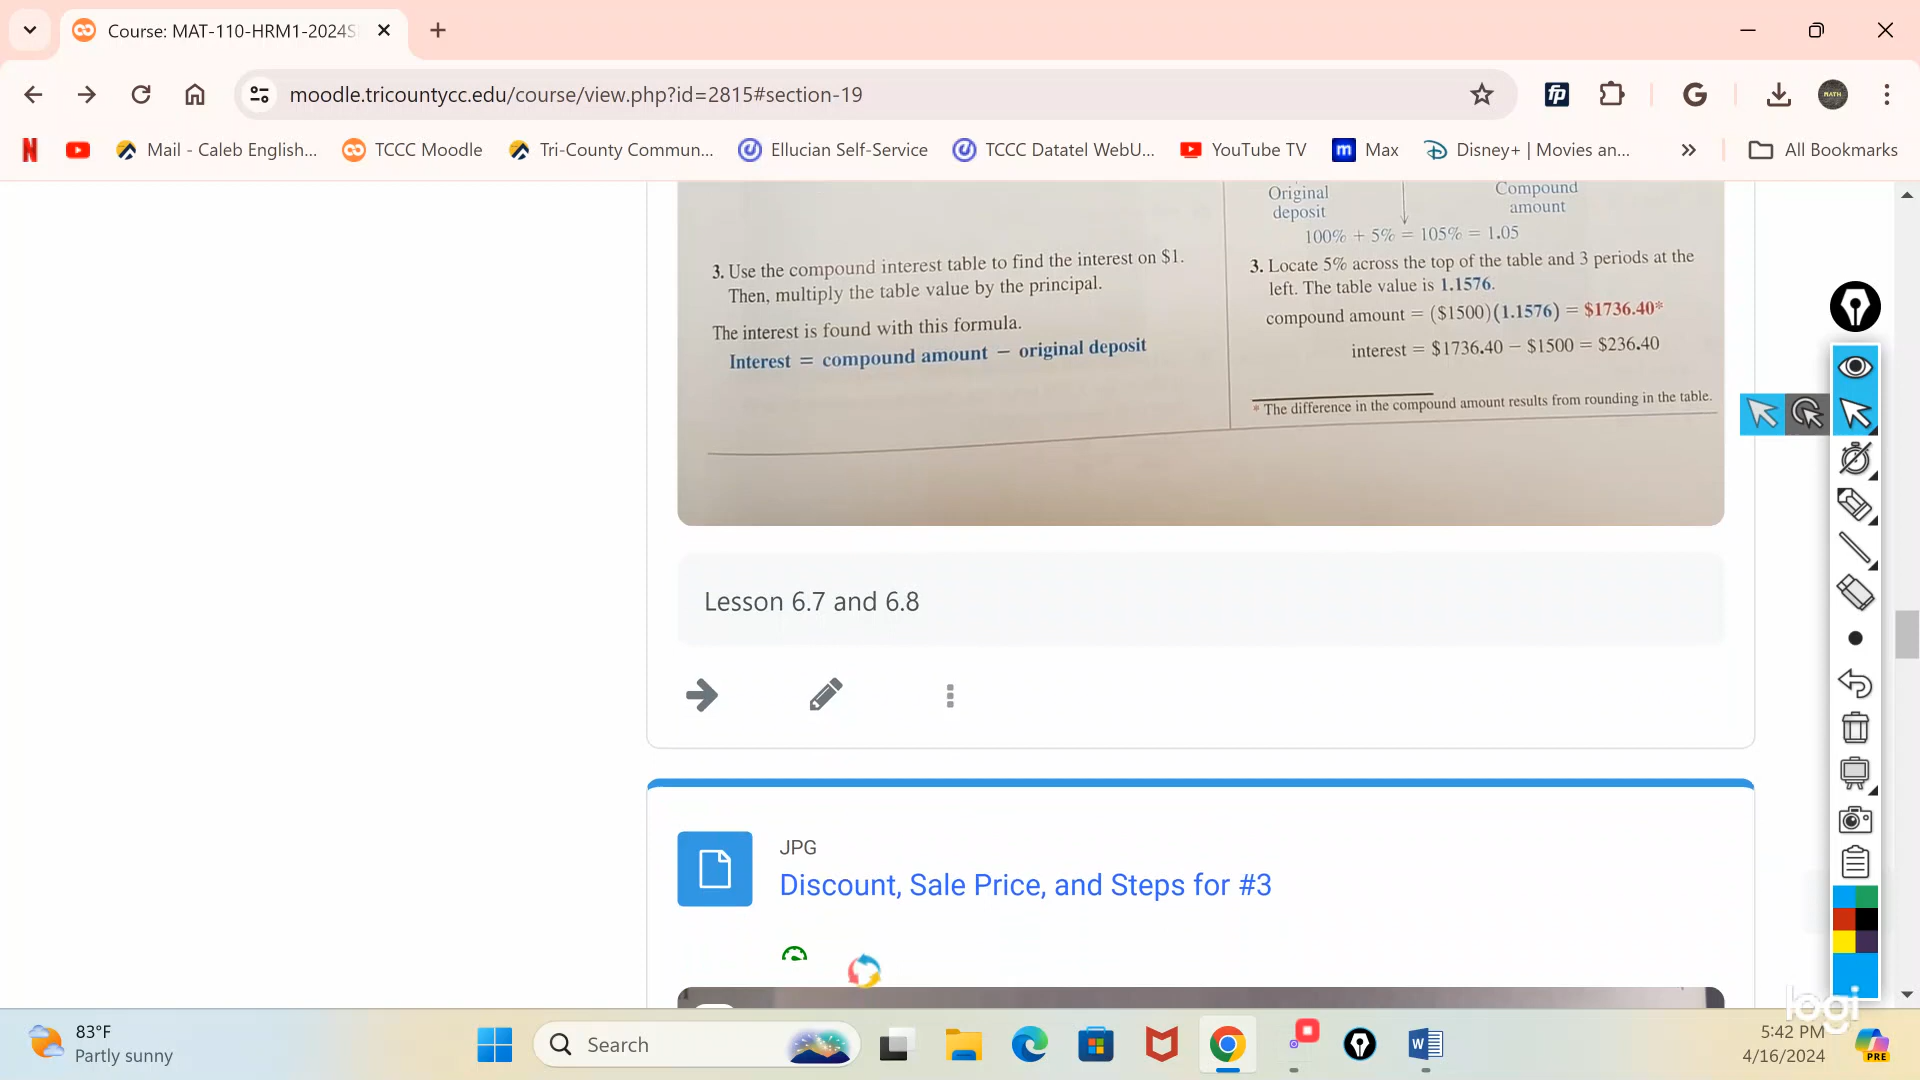 Course: MAT-110-HRM1-2024S
moodle.tricountycc.edu/course/view.php?id=2815#section-19
MATH
Mail - Caleb English...
TCCC Moodle
Tri-County Commun...
Ellucian Self-Service
TCCC Datatel WebU...
YouTube TV
m Max
Disney+ | Movies an...
All Bookmarks
Original
deposit
Compound
amount
100% + 5% = 105% = 1.05
3. Use the compound interest table to find the interest on $1.
Then, multiply the table value by the principal.
The interest is found with this formula.
Interest = compound amount − original deposit
3. Locate 5% across the top of the table and 3 periods at the
left. The table value is 1.1576.
compound amount = ($1500)(1.1576) = $1736.40*
interest = $1736.40 − $1500 = $236.40
* The difference in the compound amount results from rounding in the table.
Lesson 6.7 and 6.8
JPG
Discount, Sale Price, and Steps for #3
logi
83°F
Partly sunny
Search
5:42 PM
4/16/2024
PRE